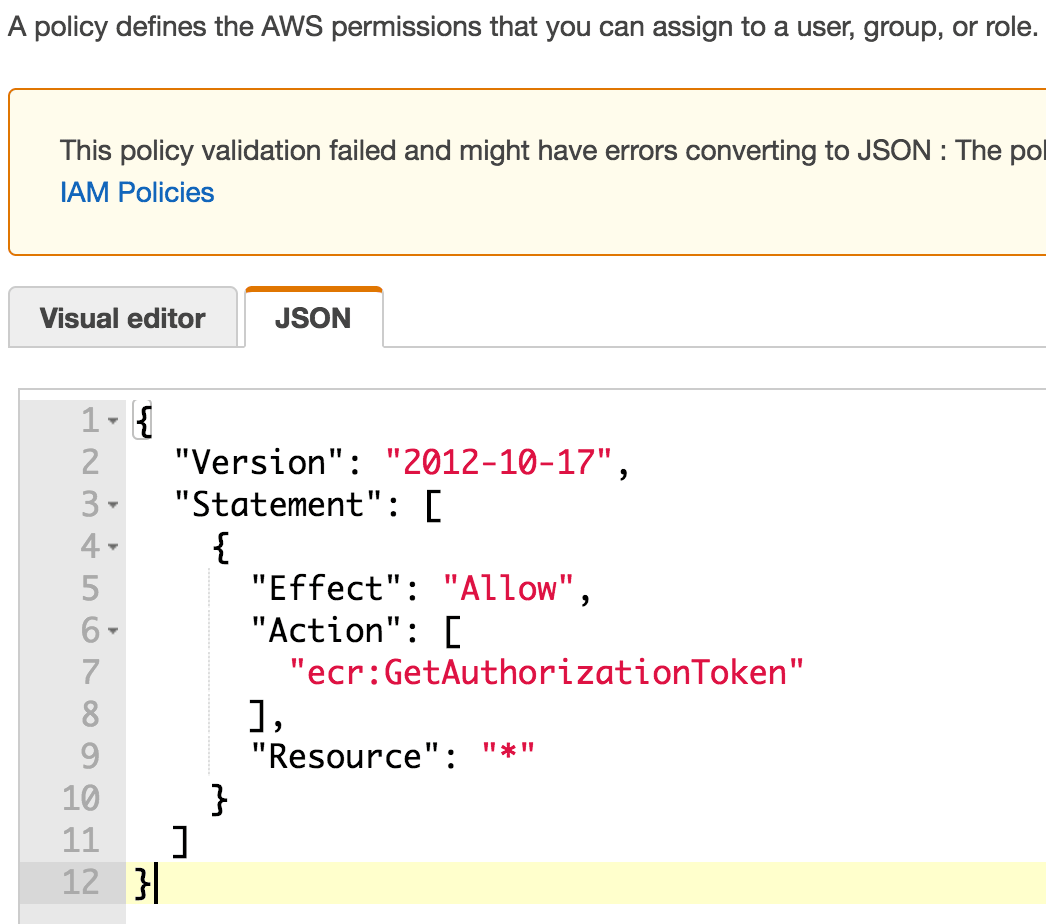 A policy defines the AWS permissions that you can assign to a user, group, or role.
This policy validation failed and might have errors converting to JSON : The
IAM Policies
Visual editor
JSON
1 {
2 "Version": "2012-10-17",
3 "Statement": [
4 {
5 "Effect": "Allow",
6 "Action": [
7 "ecr:GetAuthorizationToken"
8 ],
9 "Resource": "*"
10 }
11 ]
12 }